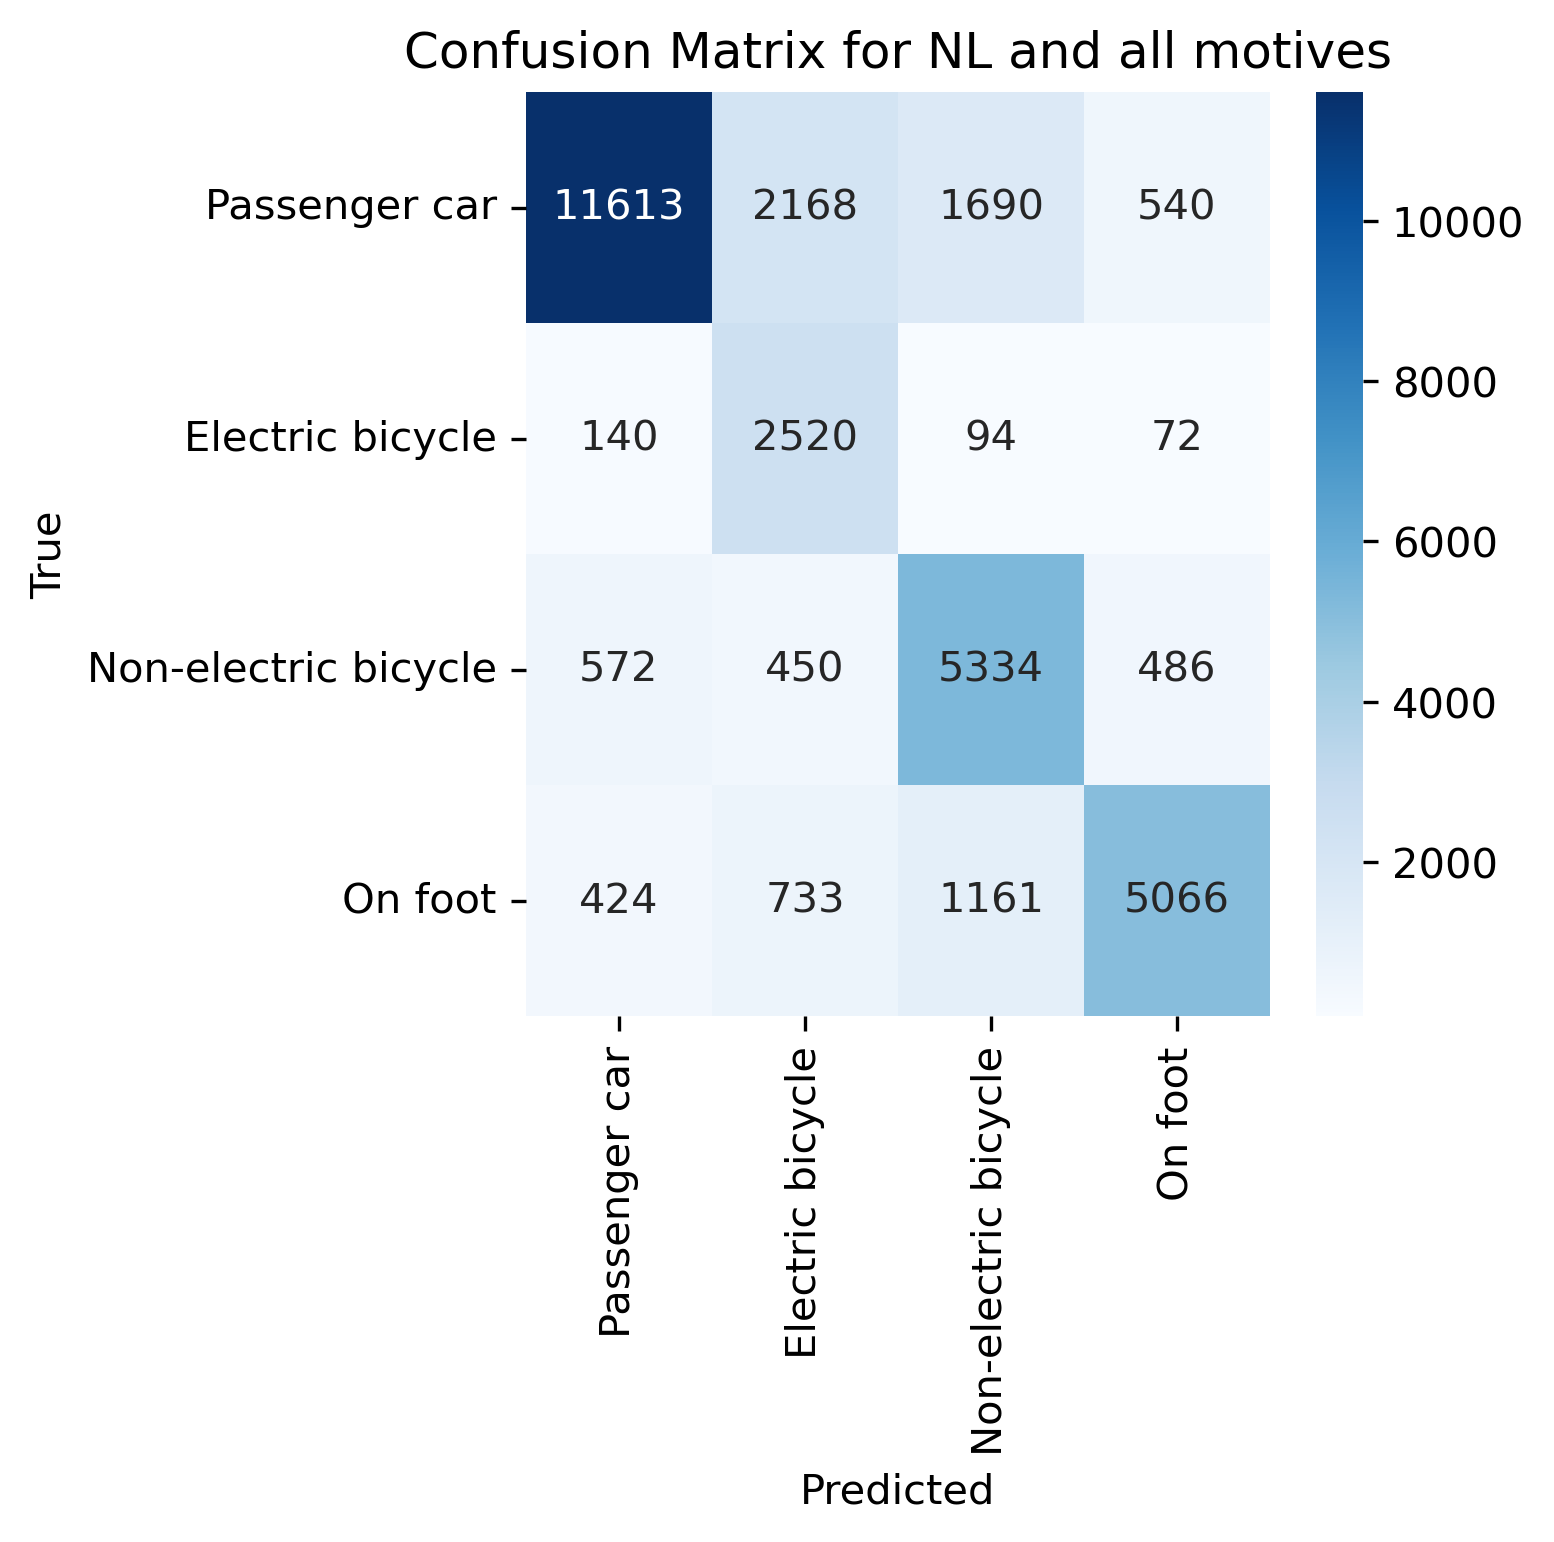 Confusion Matrix for NL and all motives
Passenger car 11613 2168 1690 540
Electric bicycle 140 2520 94 72
Non-electric bicycle 572 450 5334 486
On foot 424 733 1161 5066
True
Passenger car
Electric bicycle
Non-electric bicycle
On foot
Predicted
10000
8000
6000
4000
2000